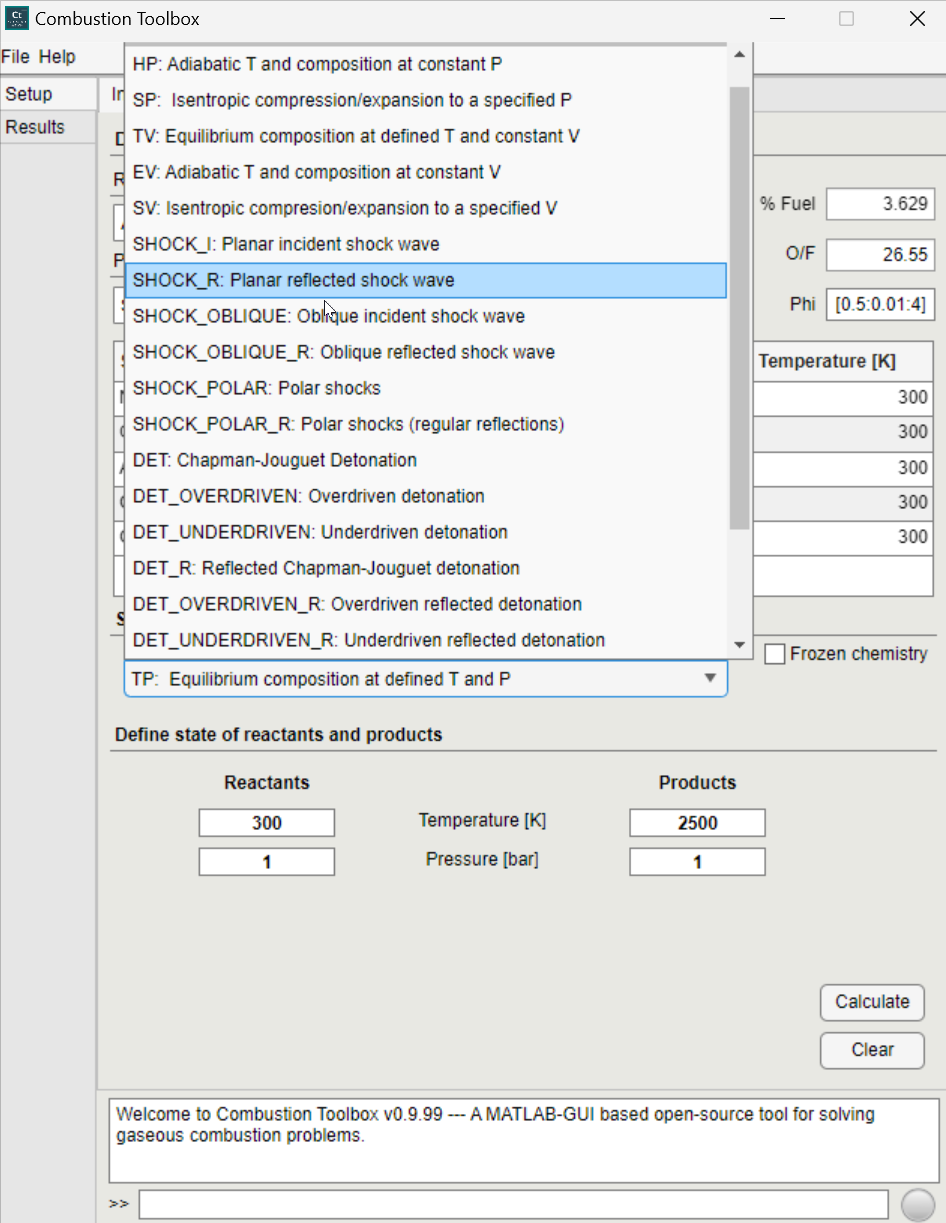 Ct
Combustion Toolbox
File Help
Setup
Results
HP: Adiabatic T and composition at constant P
SP: Isentropic compression/expansion to a specified P
TV: Equilibrium composition at defined T and constant V
EV: Adiabatic T and composition at constant V
SV: Isentropic compresion/expansion to a specified V
SHOCK_I: Planar incident shock wave
SHOCK_R: Planar reflected shock wave
SHOCK_OBLIQUE: Oblique incident shock wave
SHOCK_OBLIQUE_R: Oblique reflected shock wave
SHOCK_POLAR: Polar shocks
SHOCK_POLAR_R: Polar shocks (regular reflections)
DET: Chapman-Jouguet Detonation
DET_OVERDRIVEN: Overdriven detonation
DET_UNDERDRIVEN: Underdriven detonation
DET_R: Reflected Chapman-Jouguet detonation
DET_OVERDRIVEN_R: Overdriven reflected detonation
DET_UNDERDRIVEN_R: Underdriven reflected detonation
TP: Equilibrium composition at defined T and P
% Fuel 3.629
O/F 26.55
Phi [0.5:0.01:4]
Temperature [K]
300
300
300
300
300
Frozen chemistry
Define state of reactants and products
Reactants Products
300 Temperature [K] 2500
1 Pressure [bar] 1
Calculate
Clear
Welcome to Combustion Toolbox v0.9.99 --- A MATLAB-GUI based open-source tool for solving
gaseous combustion problems.
>>